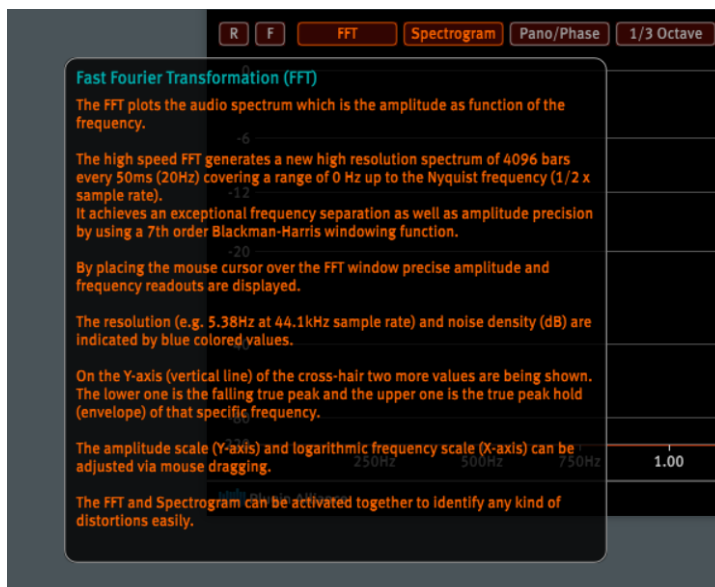 R F FFT Spectrogram Pano/Phase 1/3 Octave
Fast Fourier Transformation (FFT)
The FFT plots the audio spectrum which is the amplitude as function of the
frequency.
-6
The high speed FFT generates a new high resolution spectrum of 4096 bars
every 50ms (20Hz) covering a range of 0 Hz up to the Nyquist frequency (1/2 x
-12
sample rate).
It achieves an exceptional frequency separation as well as amplitude precision
by using a 7th order Blackman-Harris windowing function.
-20
By placing the mouse cursor over the FFT window precise amplitude and
frequency readouts are displayed.
The resolution (e.g. 5.38Hz at 44.1kHz sample rate) and noise density (dB) are
indicated by blue colored values.
On the Y-axis (vertical line) of the cross-hair two more values are being shown.
The lower one is the falling true peak and the upper one is the true peak hold
(envelope) of that specific frequency.
The amplitude scale (Y-axis) and logarithmic frequency scale (X-axis) can be
adjusted via mouse dragging.
250Hz 500Hz 750Hz 1.00
The FFT and Spectrogram can be activated together to identify any kind of
distortions easily.